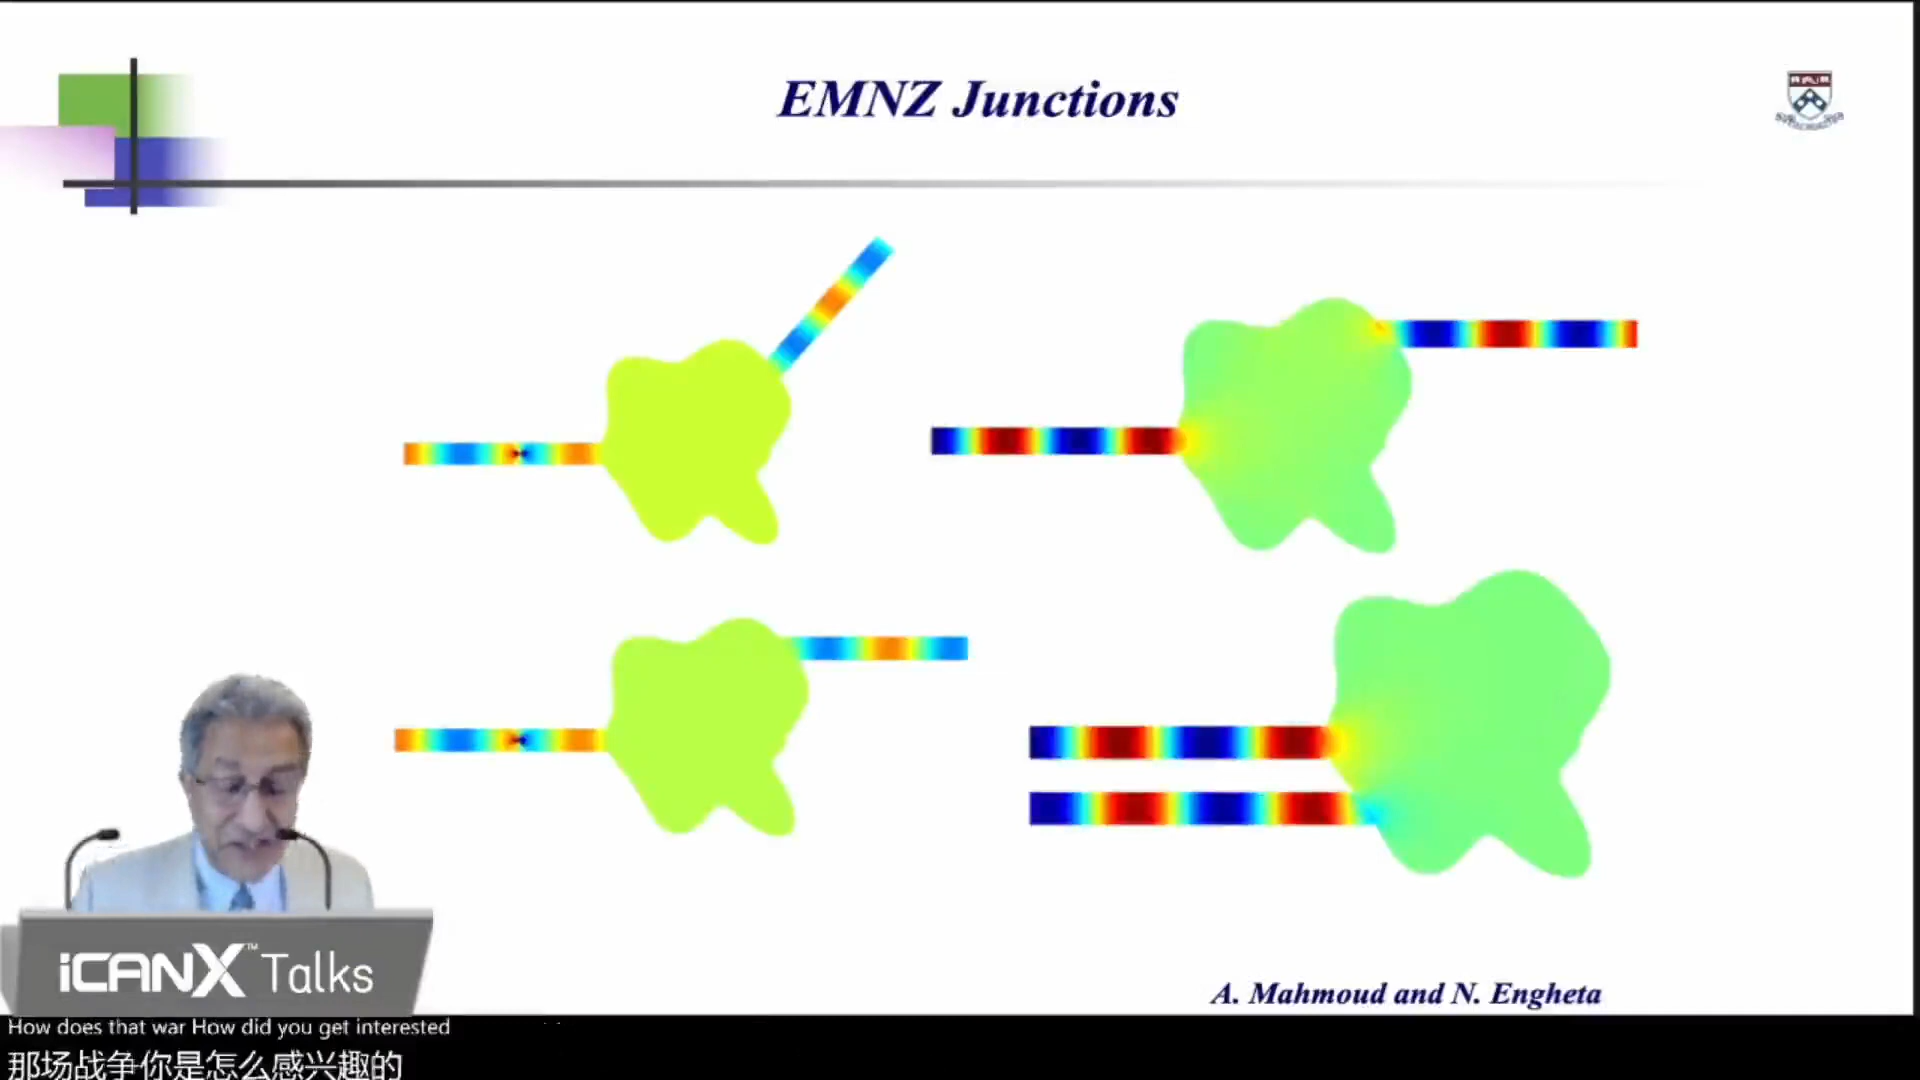 EMNZ Junctions
A. Mahmoud and N. Engheta
iCANX™ Talks
How does that war How did you get interested
那场战争你是怎么感兴趣的